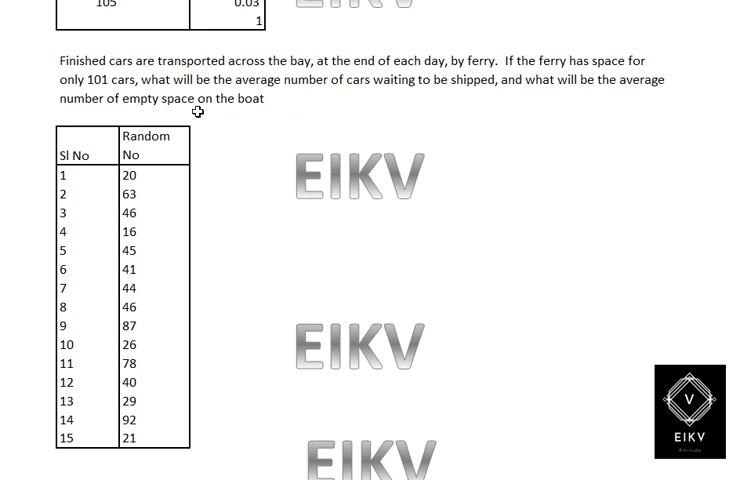 105 0.03
EIKV
1
Finished cars are transported across the bay, at the end of each day, by ferry. If the ferry has space for
only 101 cars, what will be the average number of cars waiting to be shipped, and what will be the average
number of empty space on the boat
Random
Sl No No
1 20
2 63
3 46
4 16
5 45
6 41
7 44
8 46
9 87
10 26
11 78
12 40
13 29
14 92
15 21
EIKV
EIKV
EIKV
V
EIKV